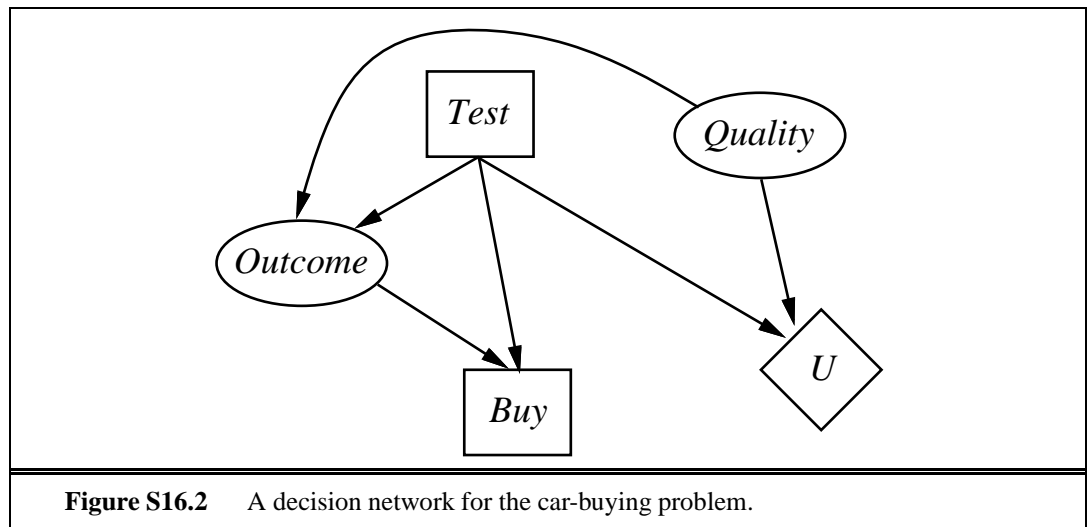 Test
Quality
Outcome
Buy
U
Figure S16.2 A decision network for the car-buying problem.